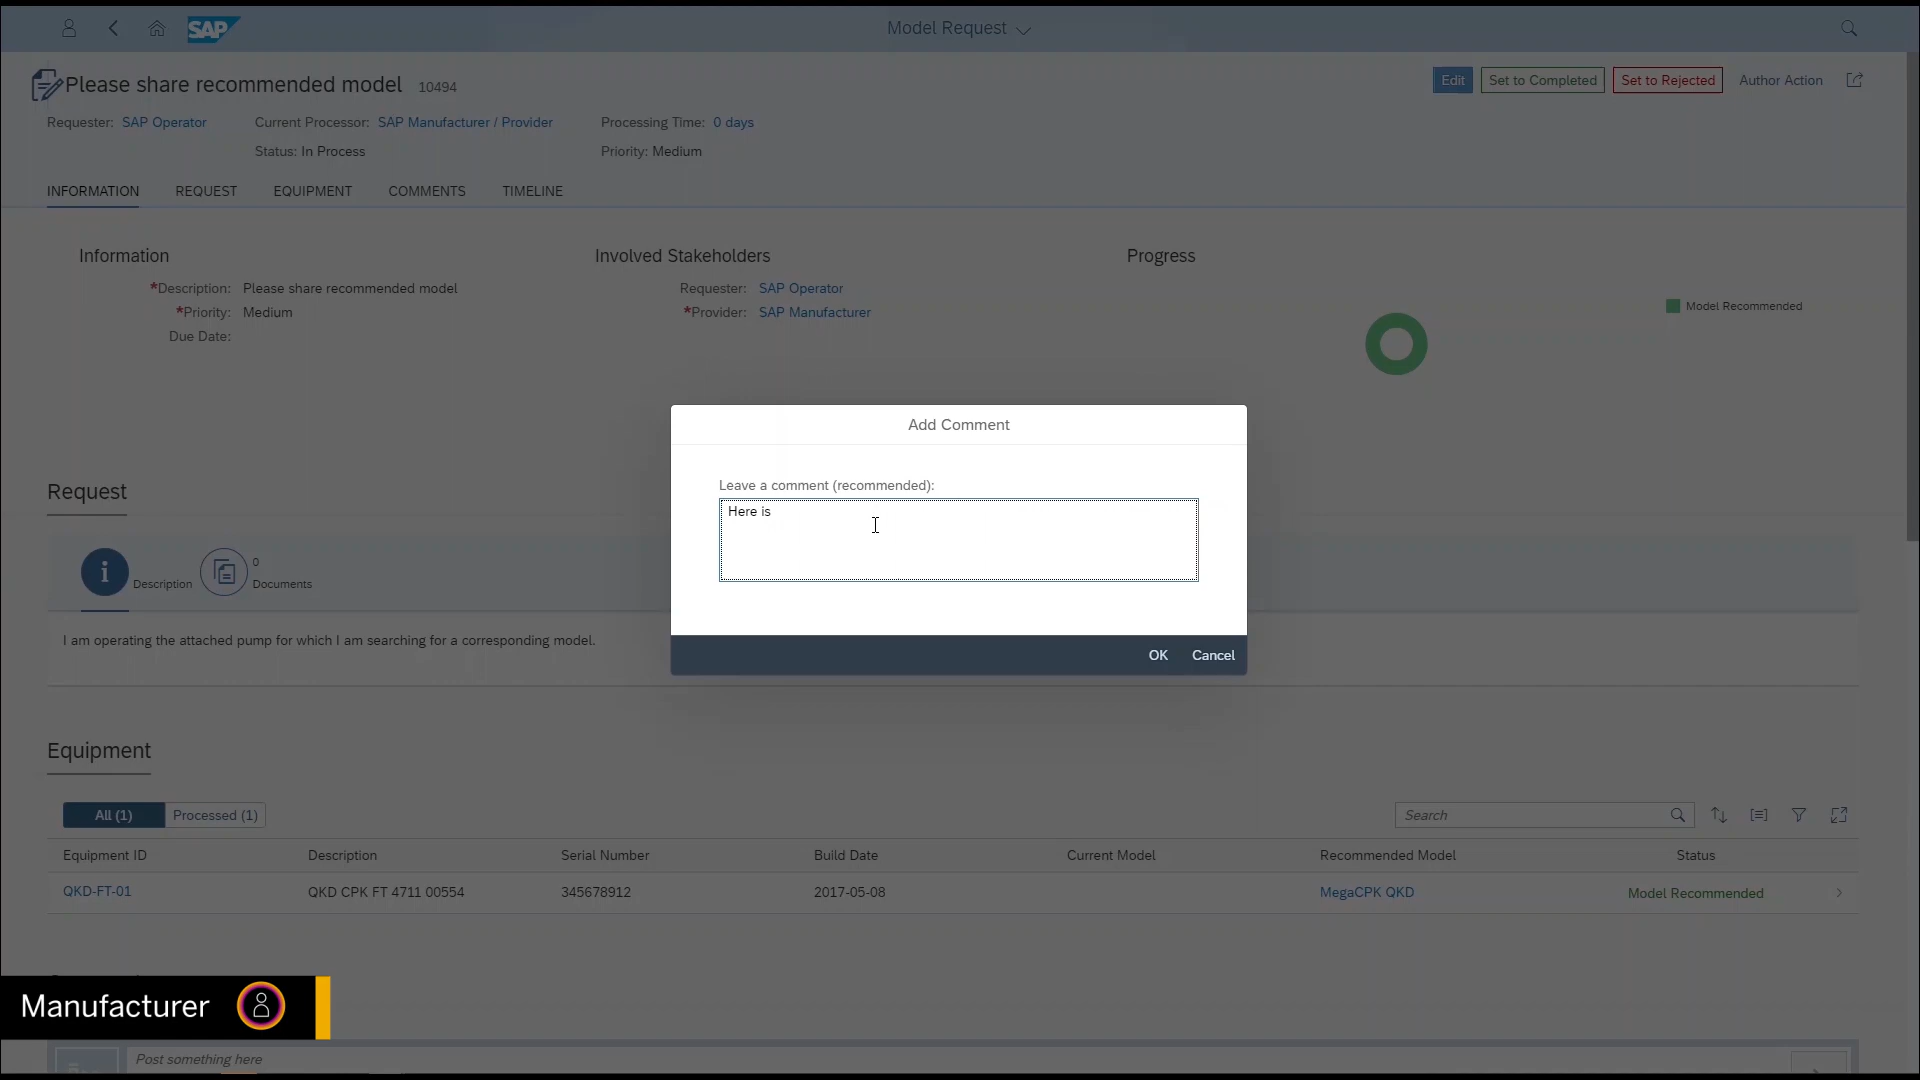 SAP
Model Request
Please share recommended model 10494
Edit Set to Completed Set to Rejected Author Action
Requester: SAP Operator Current Processor: SAP Manufacturer / Provider Processing Time: 0 days
Status: In Process Priority: Medium
INFORMATION REQUEST EQUIPMENT COMMENTS TIMELINE
Information Involved Stakeholders Progress
*Description: Please share recommended model Requester: SAP Operator
*Priority: Medium *Provider: SAP Manufacturer
Due Date:
Model Recommended
Add Comment
Leave a comment (recommended):
Here is
OK Cancel
Request
Description
0
Documents
I am operating the attached pump for which I am searching for a corresponding model.
Equipment
All (1) Processed (1) Search
Equipment ID Description Serial Number Build Date Current Model Recommended Model Status
QKD-FT-01 QKD CPK FT 4711 00554 345678912 2017-05-08 MegaCPK QKD Model Recommended
Manufacturer
Post something here